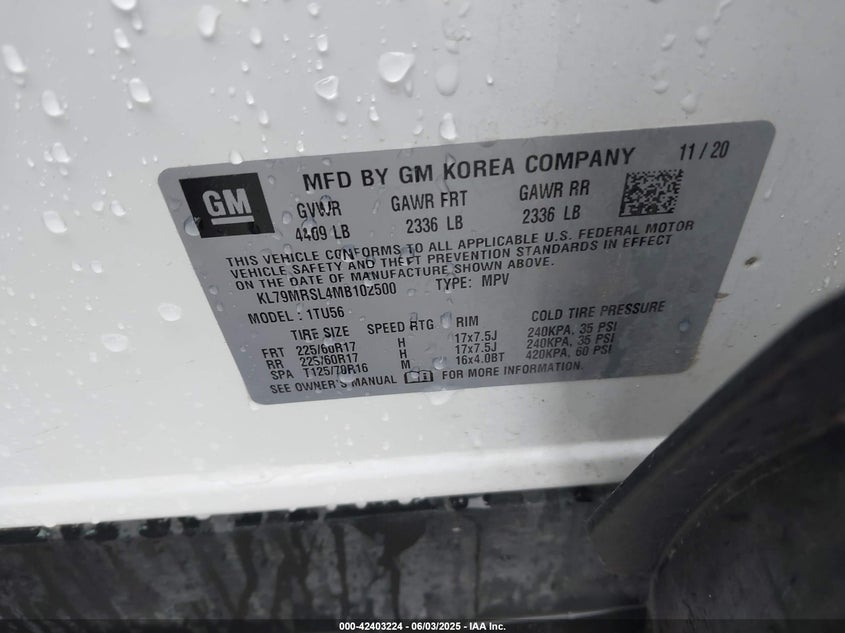 GM
MFD BY GM KOREA COMPANY 11 / 20
GVWR GAWR FRT GAWR RR
4409 LB 2336 LB 2336 LB
THIS VEHICLE CONFORMS TO ALL APPLICABLE U.S. FEDERAL MOTOR
VEHICLE SAFETY AND THEFT PREVENTION STANDARDS IN EFFECT
ON THE DATE OF MANUFACTURE SHOWN ABOVE.
KL79MRSL4MB102500 TYPE: MPV
MODEL : 1TU56
TIRE SIZE SPEED RTG RIM COLD TIRE PRESSURE
FRT 225/60R17 H 17x7.5J 240KPA, 35 PSI
RR 225/60R17 H 17x7.5J 240KPA, 35 PSI
SPA T125/70R16 M 16x4.0BT 420KPA, 60 PSI
SEE OWNER'S MANUAL FOR MORE INFORMATION.
000-42403224 - 06/03/2025 - IAA Inc.